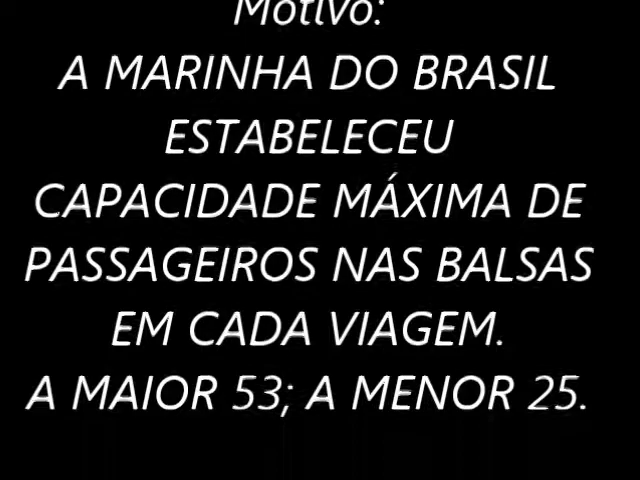 Motivo:
A MARINHA DO BRASIL
ESTABELECEU
CAPACIDADE MÁXIMA DE
PASSAGEIROS NAS BALSAS
EM CADA VIAGEM.
A MAIOR 53; A MENOR 25.